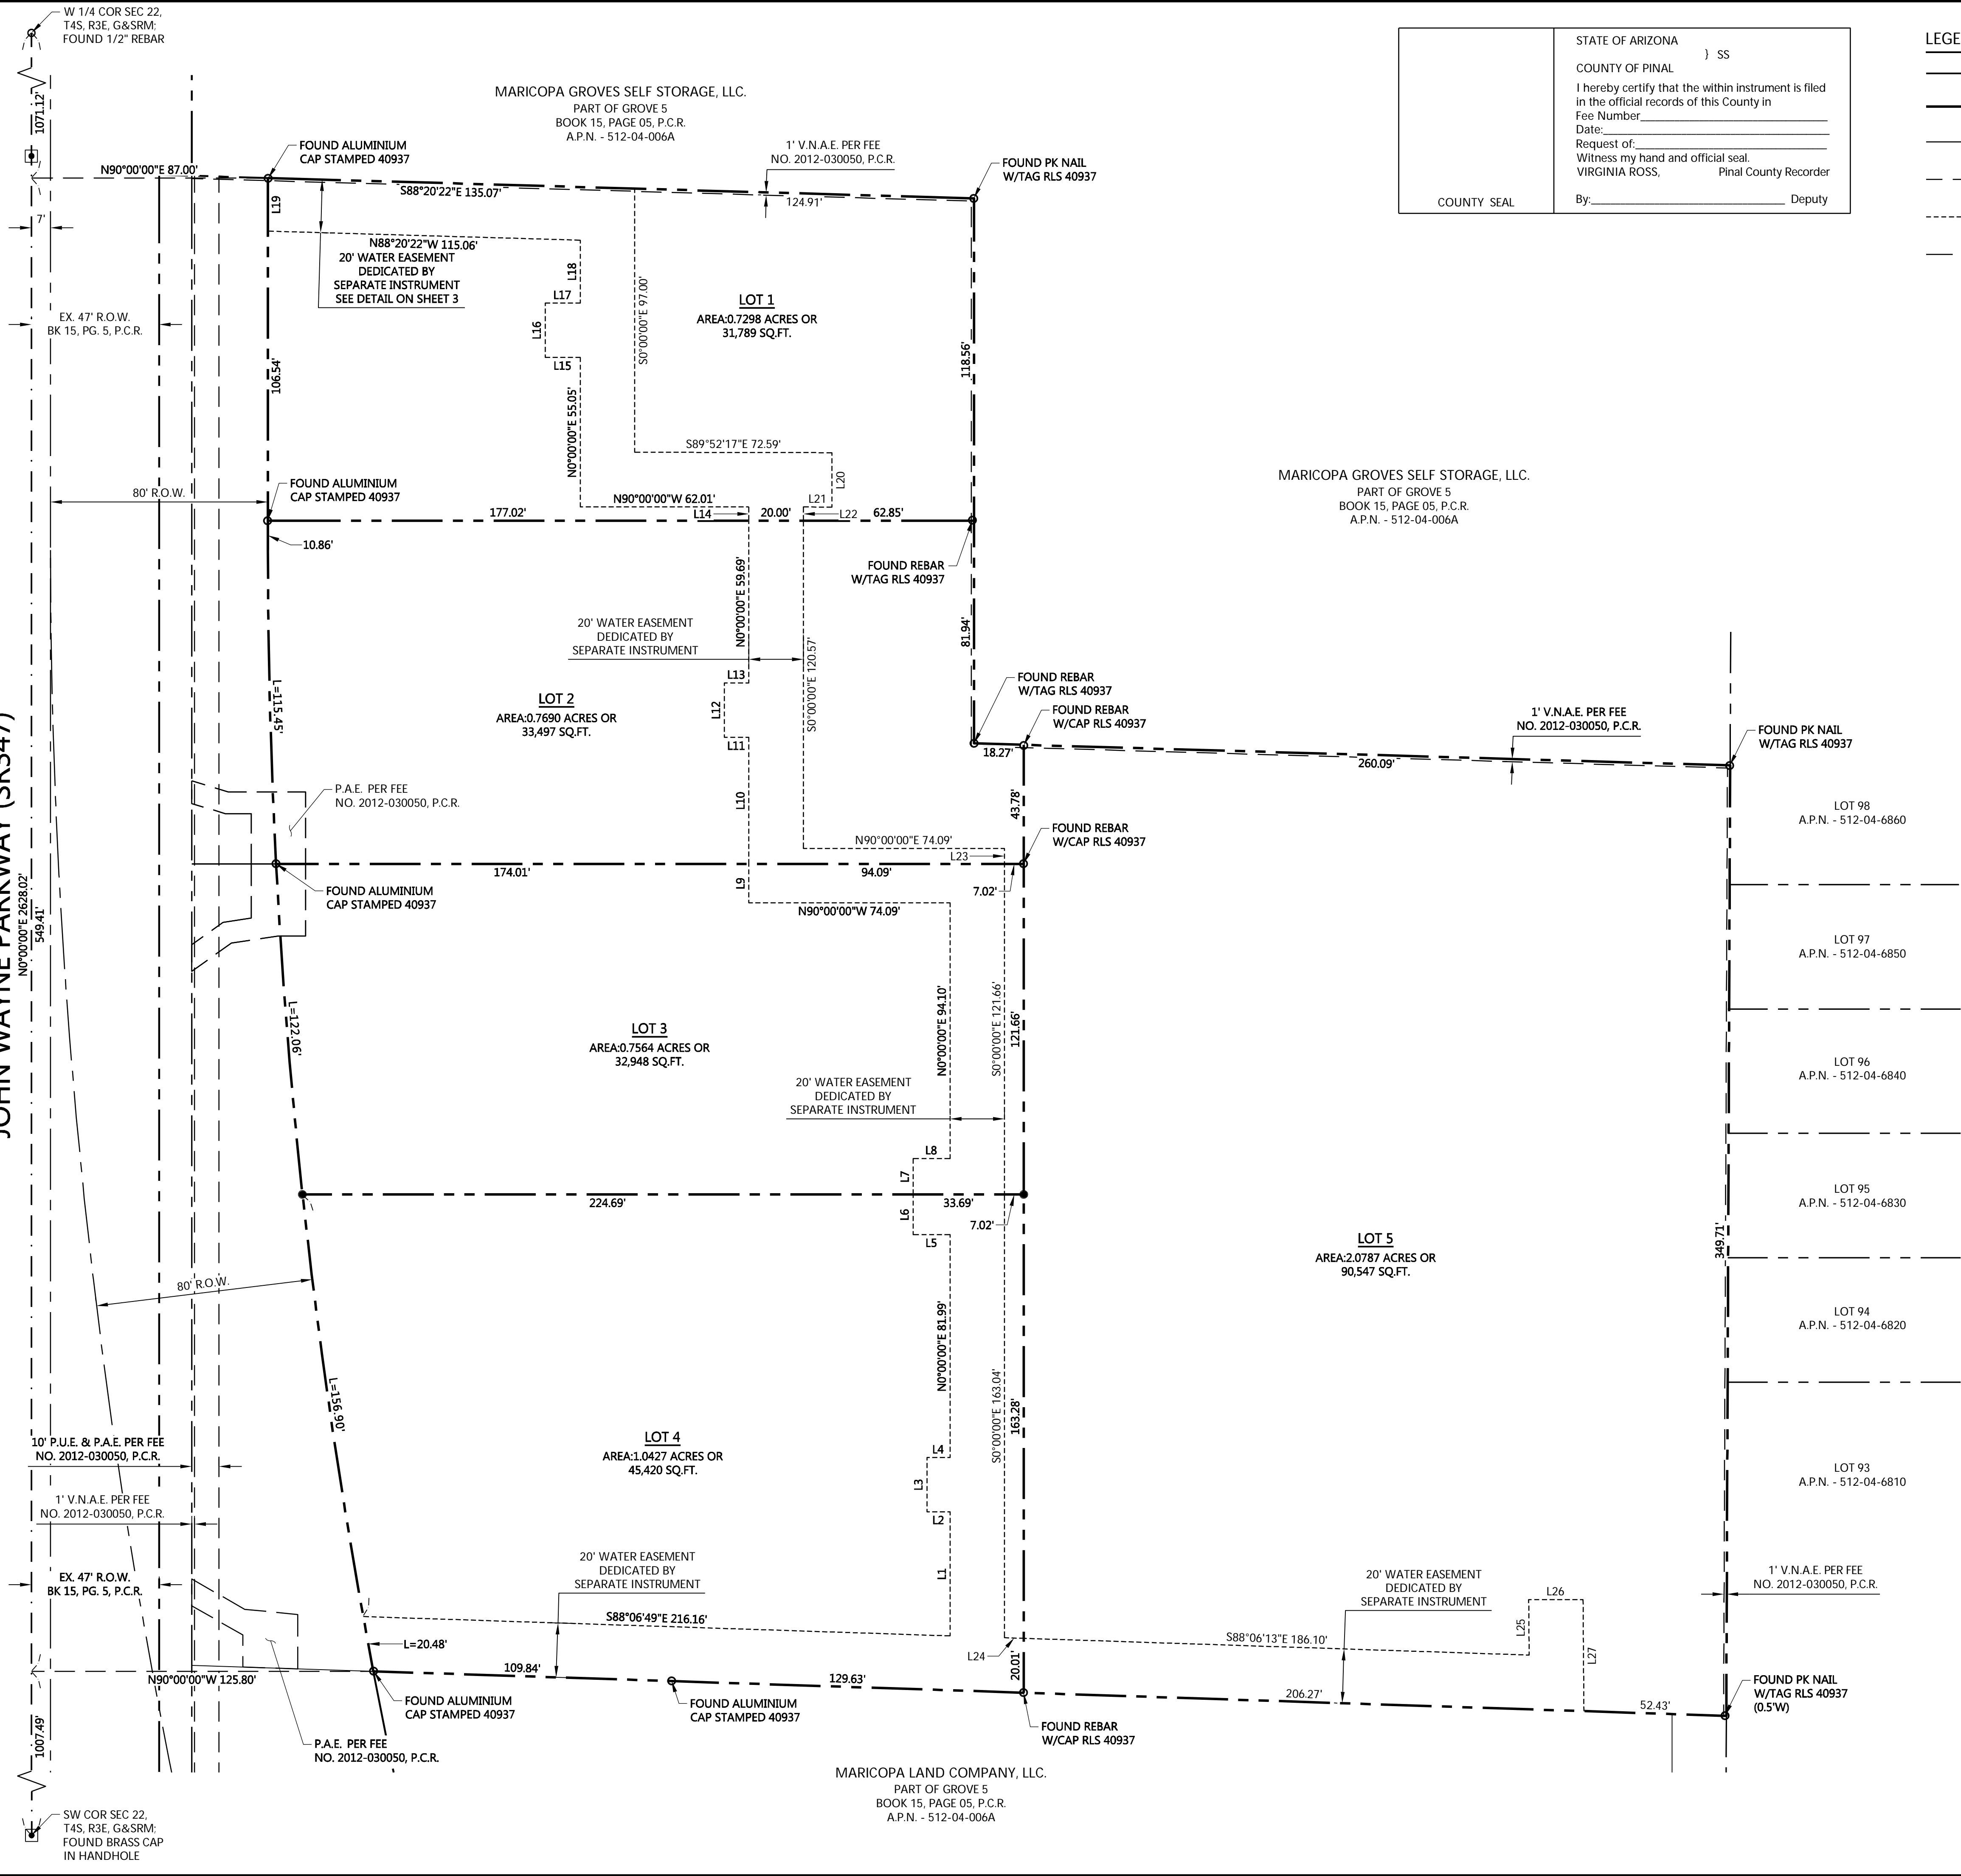 W 1/4 COR SEC 22,
T4S, R3E, G&SRM;
FOUND 1/2" REBAR
1071.12'
MARICOPA GROVES SELF STORAGE, LLC.
PART OF GROVE 5
BOOK 15, PAGE 05, P.C.R.
A.P.N. - 512-04-006A
STATE OF ARIZONA
} SS
COUNTY OF PINAL
I hereby certify that the within instrument is filed
in the official records of this County in
Fee Number
Date:
Request of:
Witness my hand and official seal.
VIRGINIA ROSS, Pinal County Recorder
By: Deputy
COUNTY SEAL
LEGE
FOUND ALUMINIUM
CAP STAMPED 40937
1' V.N.A.E. PER FEE
NO. 2012-030050, P.C.R.
FOUND PK NAIL
W/TAG RLS 40937
N90°00'00"E 87.00'
S88°20'22"E 135.07'
124.91'
L19
7'
N88°20'22"W 115.06'
20' WATER EASEMENT
DEDICATED BY
SEPARATE INSTRUMENT
SEE DETAIL ON SHEET 3
L18
L17
L16
L15
S0°00'00"E 97.00'
LOT 1
AREA:0.7298 ACRES OR
31,789 SQ.FT.
EX. 47' R.O.W.
BK 15, PG. 5, P.C.R.
106.54'
118.56'
N0°00'00"E 55.05'
S89°52'17"E 72.59'
L20
MARICOPA GROVES SELF STORAGE, LLC.
PART OF GROVE 5
BOOK 15, PAGE 05, P.C.R.
A.P.N. - 512-04-006A
80' R.O.W.
FOUND ALUMINIUM
CAP STAMPED 40937
N90°00'00"W 62.01'
L21
177.02'
L14
20.00'
L22
62.85'
10.86'
FOUND REBAR
W/TAG RLS 40937
N0°00'00"E 59.69'
20' WATER EASEMENT
DEDICATED BY
SEPARATE INSTRUMENT
S0°00'00"E 120.57'
81.94'
L=115.45'
L13
L12
L11
LOT 2
AREA:0.7690 ACRES OR
33,497 SQ.FT.
FOUND REBAR
W/TAG RLS 40937
FOUND REBAR
W/CAP RLS 40937
18.27'
1' V.N.A.E. PER FEE
NO. 2012-030050, P.C.R.
260.09'
FOUND PK NAIL
W/TAG RLS 40937
P.A.E. PER FEE
NO. 2012-030050, P.C.R.
L10
43.78'
FOUND REBAR
W/CAP RLS 40937
N90°00'00"E 74.09'
L23
LOT 98
A.P.N. - 512-04-6860
174.01'
94.09'
L9
7.02'
FOUND ALUMINIUM
CAP STAMPED 40937
N90°00'00"W 74.09'
JOHN WAYNE PARKWAY (SR347)
N0°00'00"E 2628.02'
549.41'
LOT 97
A.P.N. - 512-04-6850
L=122.06'
LOT 3
AREA:0.7564 ACRES OR
32,948 SQ.FT.
N0°00'00"E 94.10'
S0°00'00"E 121.66'
121.66'
LOT 96
A.P.N. - 512-04-6840
20' WATER EASEMENT
DEDICATED BY
SEPARATE INSTRUMENT
L8
L7
224.69'
33.69'
L6
7.02'
L5
LOT 95
A.P.N. - 512-04-6830
LOT 5
AREA:2.0787 ACRES OR
90,547 SQ.FT.
349.71'
80' R.O.W.
LOT 94
A.P.N. - 512-04-6820
N0°00'00"E 81.99'
S0°00'00"E 163.04'
163.28'
L=156.90'
LOT 4
AREA:1.0427 ACRES OR
45,420 SQ.FT.
L4
L3
L2
L1
10' P.U.E. & P.A.E. PER FEE
NO. 2012-030050, P.C.R.
LOT 93
A.P.N. - 512-04-6810
1' V.N.A.E. PER FEE
NO. 2012-030050, P.C.R.
EX. 47' R.O.W.
BK 15, PG. 5, P.C.R.
20' WATER EASEMENT
DEDICATED BY
SEPARATE INSTRUMENT
S88°06'49"E 216.16'
20' WATER EASEMENT
DEDICATED BY
SEPARATE INSTRUMENT
L26
L25
L27
1' V.N.A.E. PER FEE
NO. 2012-030050, P.C.R.
L=20.48'
S88°06'13"E 186.10'
L24
20.01'
N90°00'00"W 125.80'
109.84'
129.63'
206.27'
52.43'
FOUND ALUMINIUM
CAP STAMPED 40937
FOUND ALUMINIUM
CAP STAMPED 40937
FOUND PK NAIL
W/TAG RLS 40937
(0.5'W)
FOUND REBAR
W/CAP RLS 40937
1007.49'
P.A.E. PER FEE
NO. 2012-030050, P.C.R.
MARICOPA LAND COMPANY, LLC.
PART OF GROVE 5
BOOK 15, PAGE 05, P.C.R.
A.P.N. - 512-04-006A
SW COR SEC 22,
T4S, R3E, G&SRM;
FOUND BRASS CAP
IN HANDHOLE